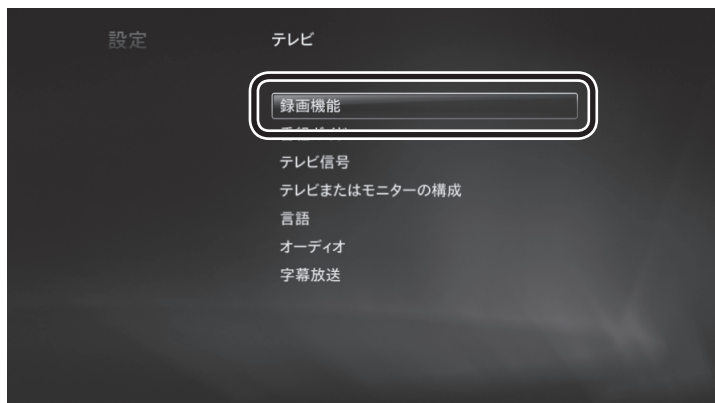 設定
テレビ
録画機能
テレビ信号
テレビまたはモニターの構成
言語
オーディオ
字幕放送